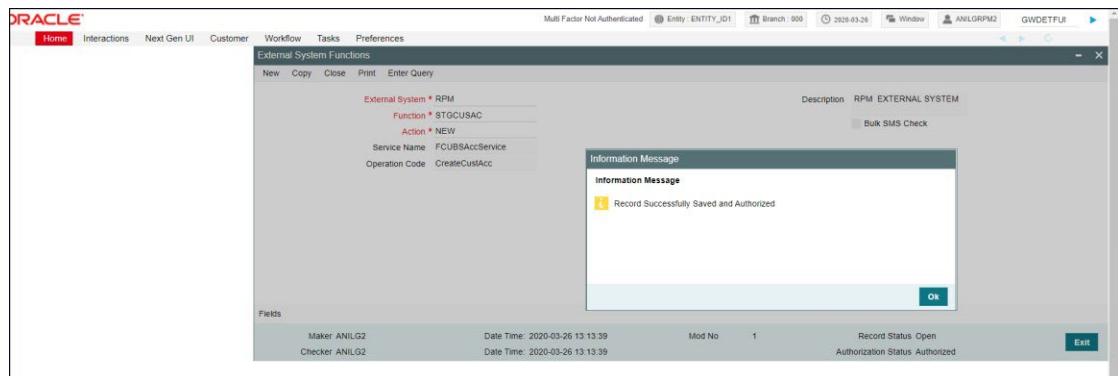 ORACLE
Multi Factor Not Authenticated Entity : ENTITY_ID1 Branch : 000 2020-03-26 Window ANILGRPM2 GWDETFUI
Home Interactions Next Gen UI Customer Workflow Tasks Preferences
External System Functions
New Copy Close Print Enter Query
External System * RPM Description RPM EXTERNAL SYSTEM
Function * STGCUSAC Bulk SMS Check
Action * NEW
Service Name FCUBSAccService
Operation Code CreateCustAcc
Information Message
Information Message
Record Successfully Saved and Authorized
Ok
Fields
Maker ANILG2 Date Time: 2020-03-26 13:13:39 Mod No 1 Record Status Open
Checker ANILG2 Date Time: 2020-03-26 13:13:39 Authorization Status Authorized
Exit